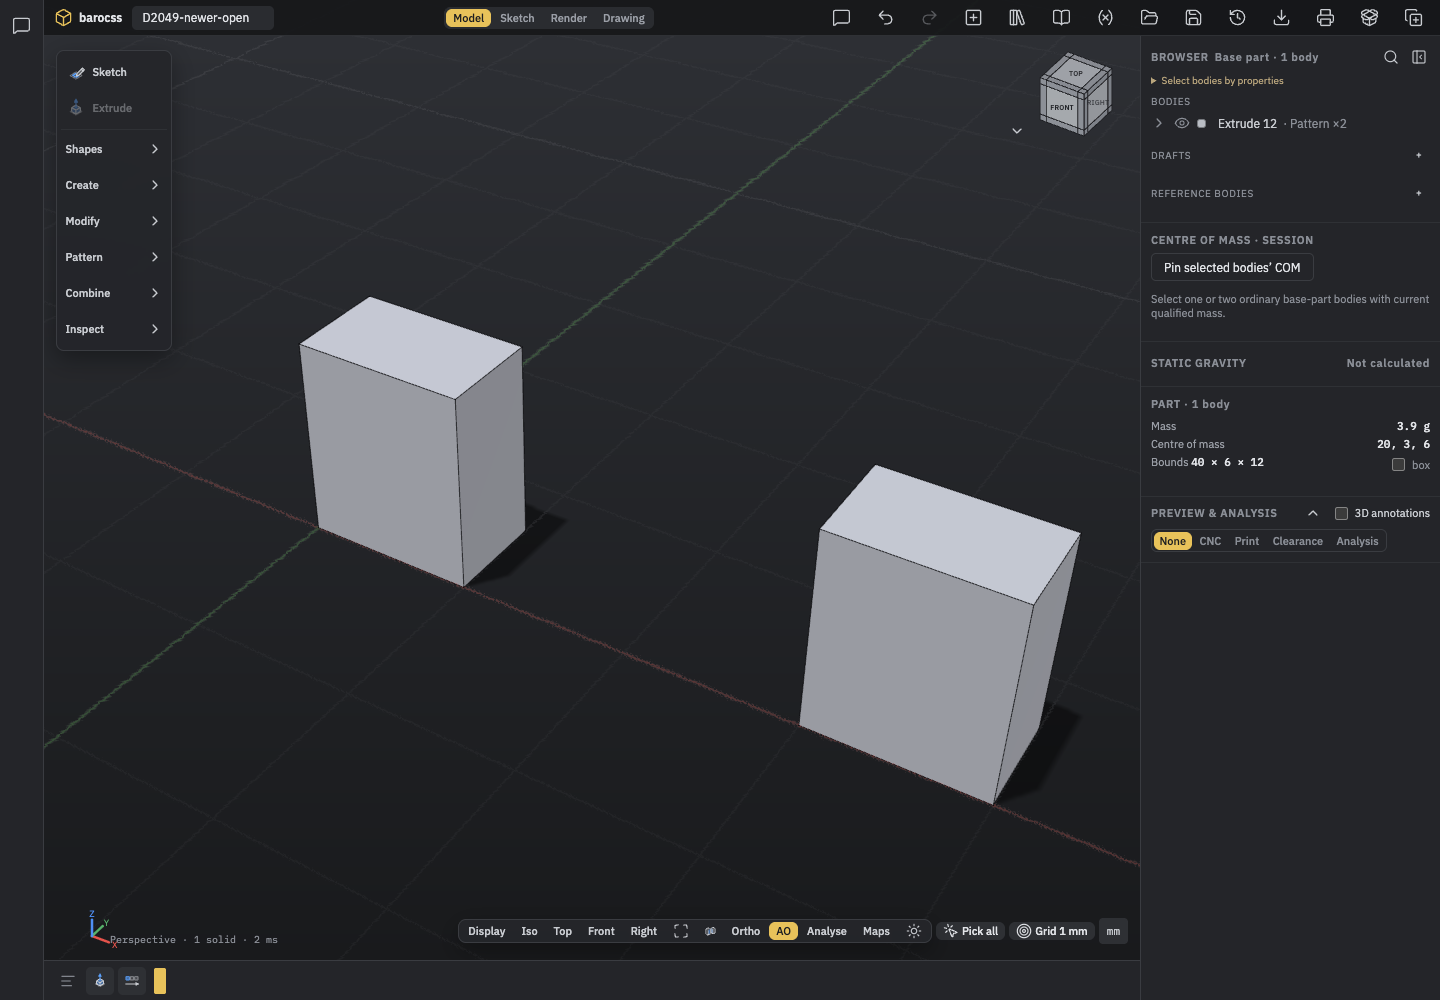 barocss
D2049-newer-open
Model Sketch Render Drawing
Sketch
Extrude
Shapes
Create
Modify
Pattern
Combine
Inspect
TOP
FRONT
RIGHT
BROWSER Base part · 1 body
Select bodies by properties
BODIES
Extrude 12 · Pattern ×2
DRAFTS +
REFERENCE BODIES +
CENTRE OF MASS · SESSION
Pin selected bodies’ COM
Select one or two ordinary base-part bodies with current
qualified mass.
STATIC GRAVITY Not calculated
PART · 1 body
Mass 3.9 g
Centre of mass 20, 3, 6
Bounds 40 × 6 × 12 box
PREVIEW & ANALYSIS 3D annotations
None CNC Print Clearance Analysis
Z
Y
X
Perspective · 1 solid · 2 ms
Display Iso Top Front Right Ortho AO Analyse Maps Pick all Grid 1 mm mm